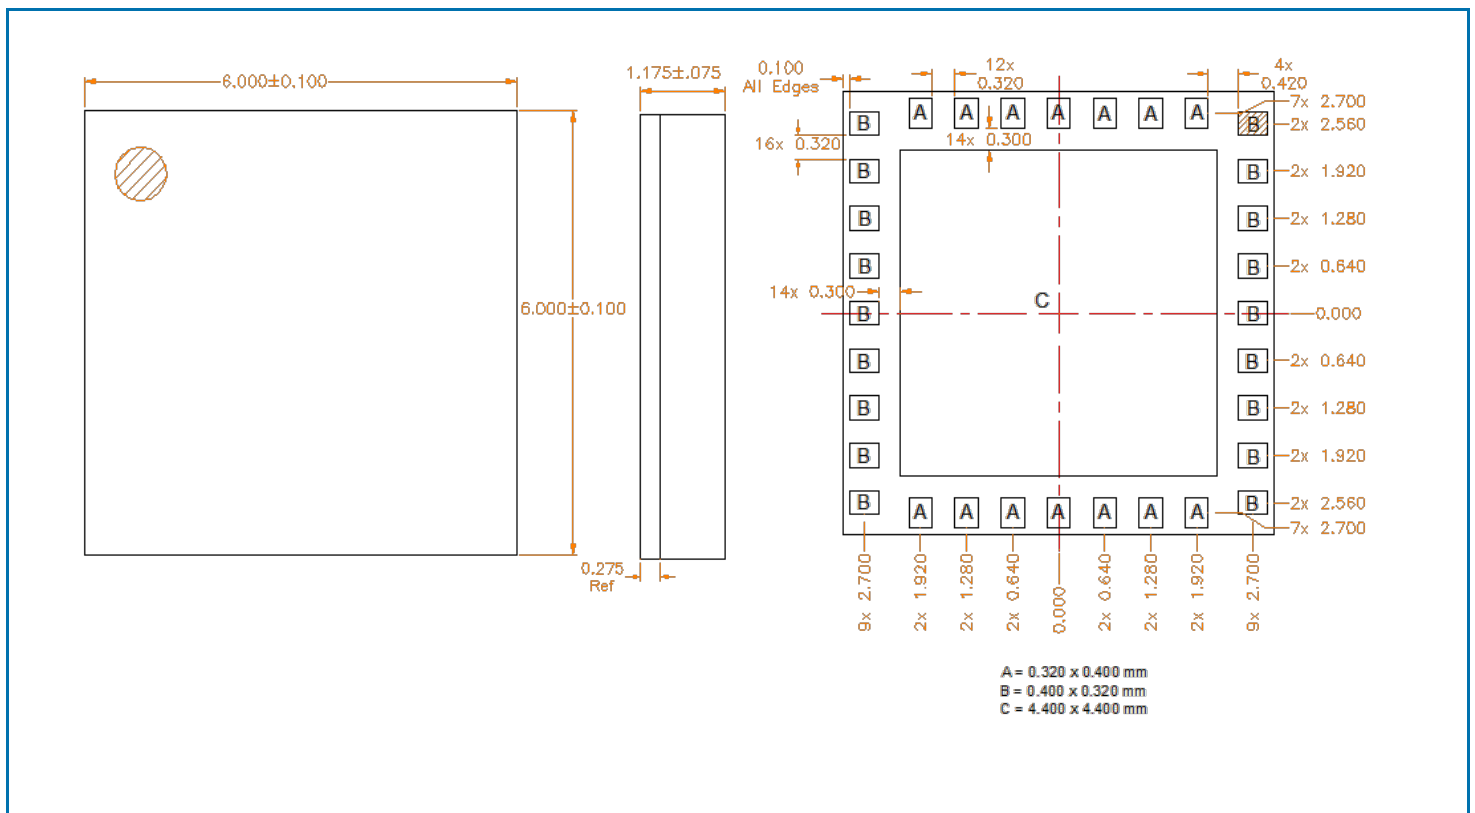 6.000±0.100
1.175±.075
0.100
All Edges
12x
0.320
4x
0.420
7x 2.700
B A A A A A A A B
2x 2.560
16x 0.320
14x 0.300
B B
2x 1.920
B B
2x 1.280
B B
2x 0.640
14x 0.300
C
6.000±0.100
B B
0.000
B B
2x 0.640
B B
2x 1.280
B B
2x 1.920
B A A A A A A A B
2x 2.560
7x 2.700
0.275
Ref
9x 2.700
2x 1.920
2x 1.280
2x 0.640
0.000
2x 0.640
2x 1.280
2x 1.920
9x 2.700
A = 0.320 x 0.400 mm
B = 0.400 x 0.320 mm
C = 4.400 x 4.400 mm